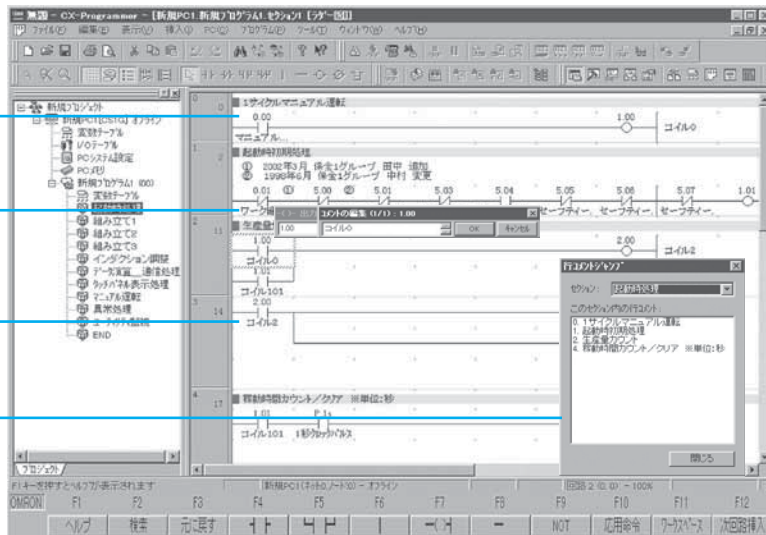 無題 - CX-Programmer - [新規PC1.新規プログラム1.セクション1 [ラダー図]]
ファイル(F) 編集(E) 表示(V) 挿入(I) PC(C) プログラム(P) ツール(T) ウィンドウ(W) ヘルプ(H)
新規プロジェクト
新規PC1[CS1G] オフライン
変数テーブル
I/Oテーブル
PCシステム設定
PCメモリ
新規プログラム1 (00)
変数テーブル
組み立て1
組み立て2
組み立て3
インダクション調整
データ演算__通信処理
タッチパネル表示処理
マニュアル運転
異常処理
END
プロジェクト
0 0
1サイクルマニュアル運転
0.00 1.00
マニュアル... コイル0
1 2
起動時初期処理
① 2002年3月 保全1グループ 田中 追加
② 1998年6月 保全1グループ 中村 変更
0.01 ① 5.00 ② 5.01 5.03 5.04 5.05 5.06 5.07 1.01
セーフティー.. セーフティー.. セーフティー..
コメントの編集 (1/1) : 1.00
1.00 コイル0 OK キャンセル
2 11
1.00 2.00
コイル0 コイル2
1.01
コイル101
3 14
2.00
コイル2
4 17
移動時間カウント/クリア ※単位:秒
1.01 P_1s
コイル101 1秒クロックパルス
行コメントジャンプ
セクション:
このセクション内の行コメント:
0. 1サイクルマニュアル運転
1. 起動時初期処理
2. 生産量カウント
4. 移動時間カウント/クリア ※単位:秒
閉じる
F1キーを押すとヘルプが表示されます 新規PC1(ネット:0,ノード:0) - オフライン 回路 2 (0, 0) - 100%
OMRON F1 F2 F3 F4 F5 F6 F7 F8 F9 F10 F11 F12
ヘルプ 検索 元に戻す NOT 応用命令 ワークスペース 次回路挿入